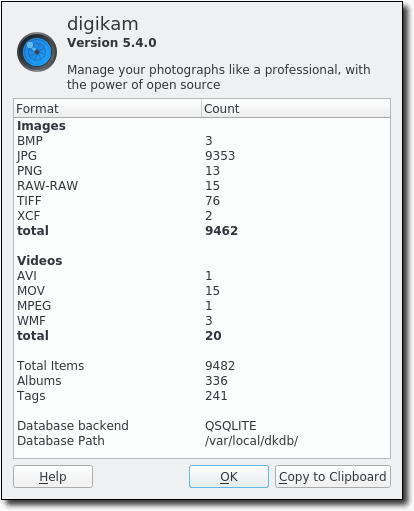 digikam
Version 5.4.0
Manage your photographs like a professional, with
the power of open source
Format Count
Images
BMP 3
JPG 9353
PNG 13
RAW-RAW 15
TIFF 76
XCF 2
total 9462
Videos
AVI 1
MOV 15
MPEG 1
WMF 3
total 20
Total Items 9482
Albums 336
Tags 241
Database backend QSQLITE
Database Path /var/local/dkdb/
Help OK Copy to Clipboard